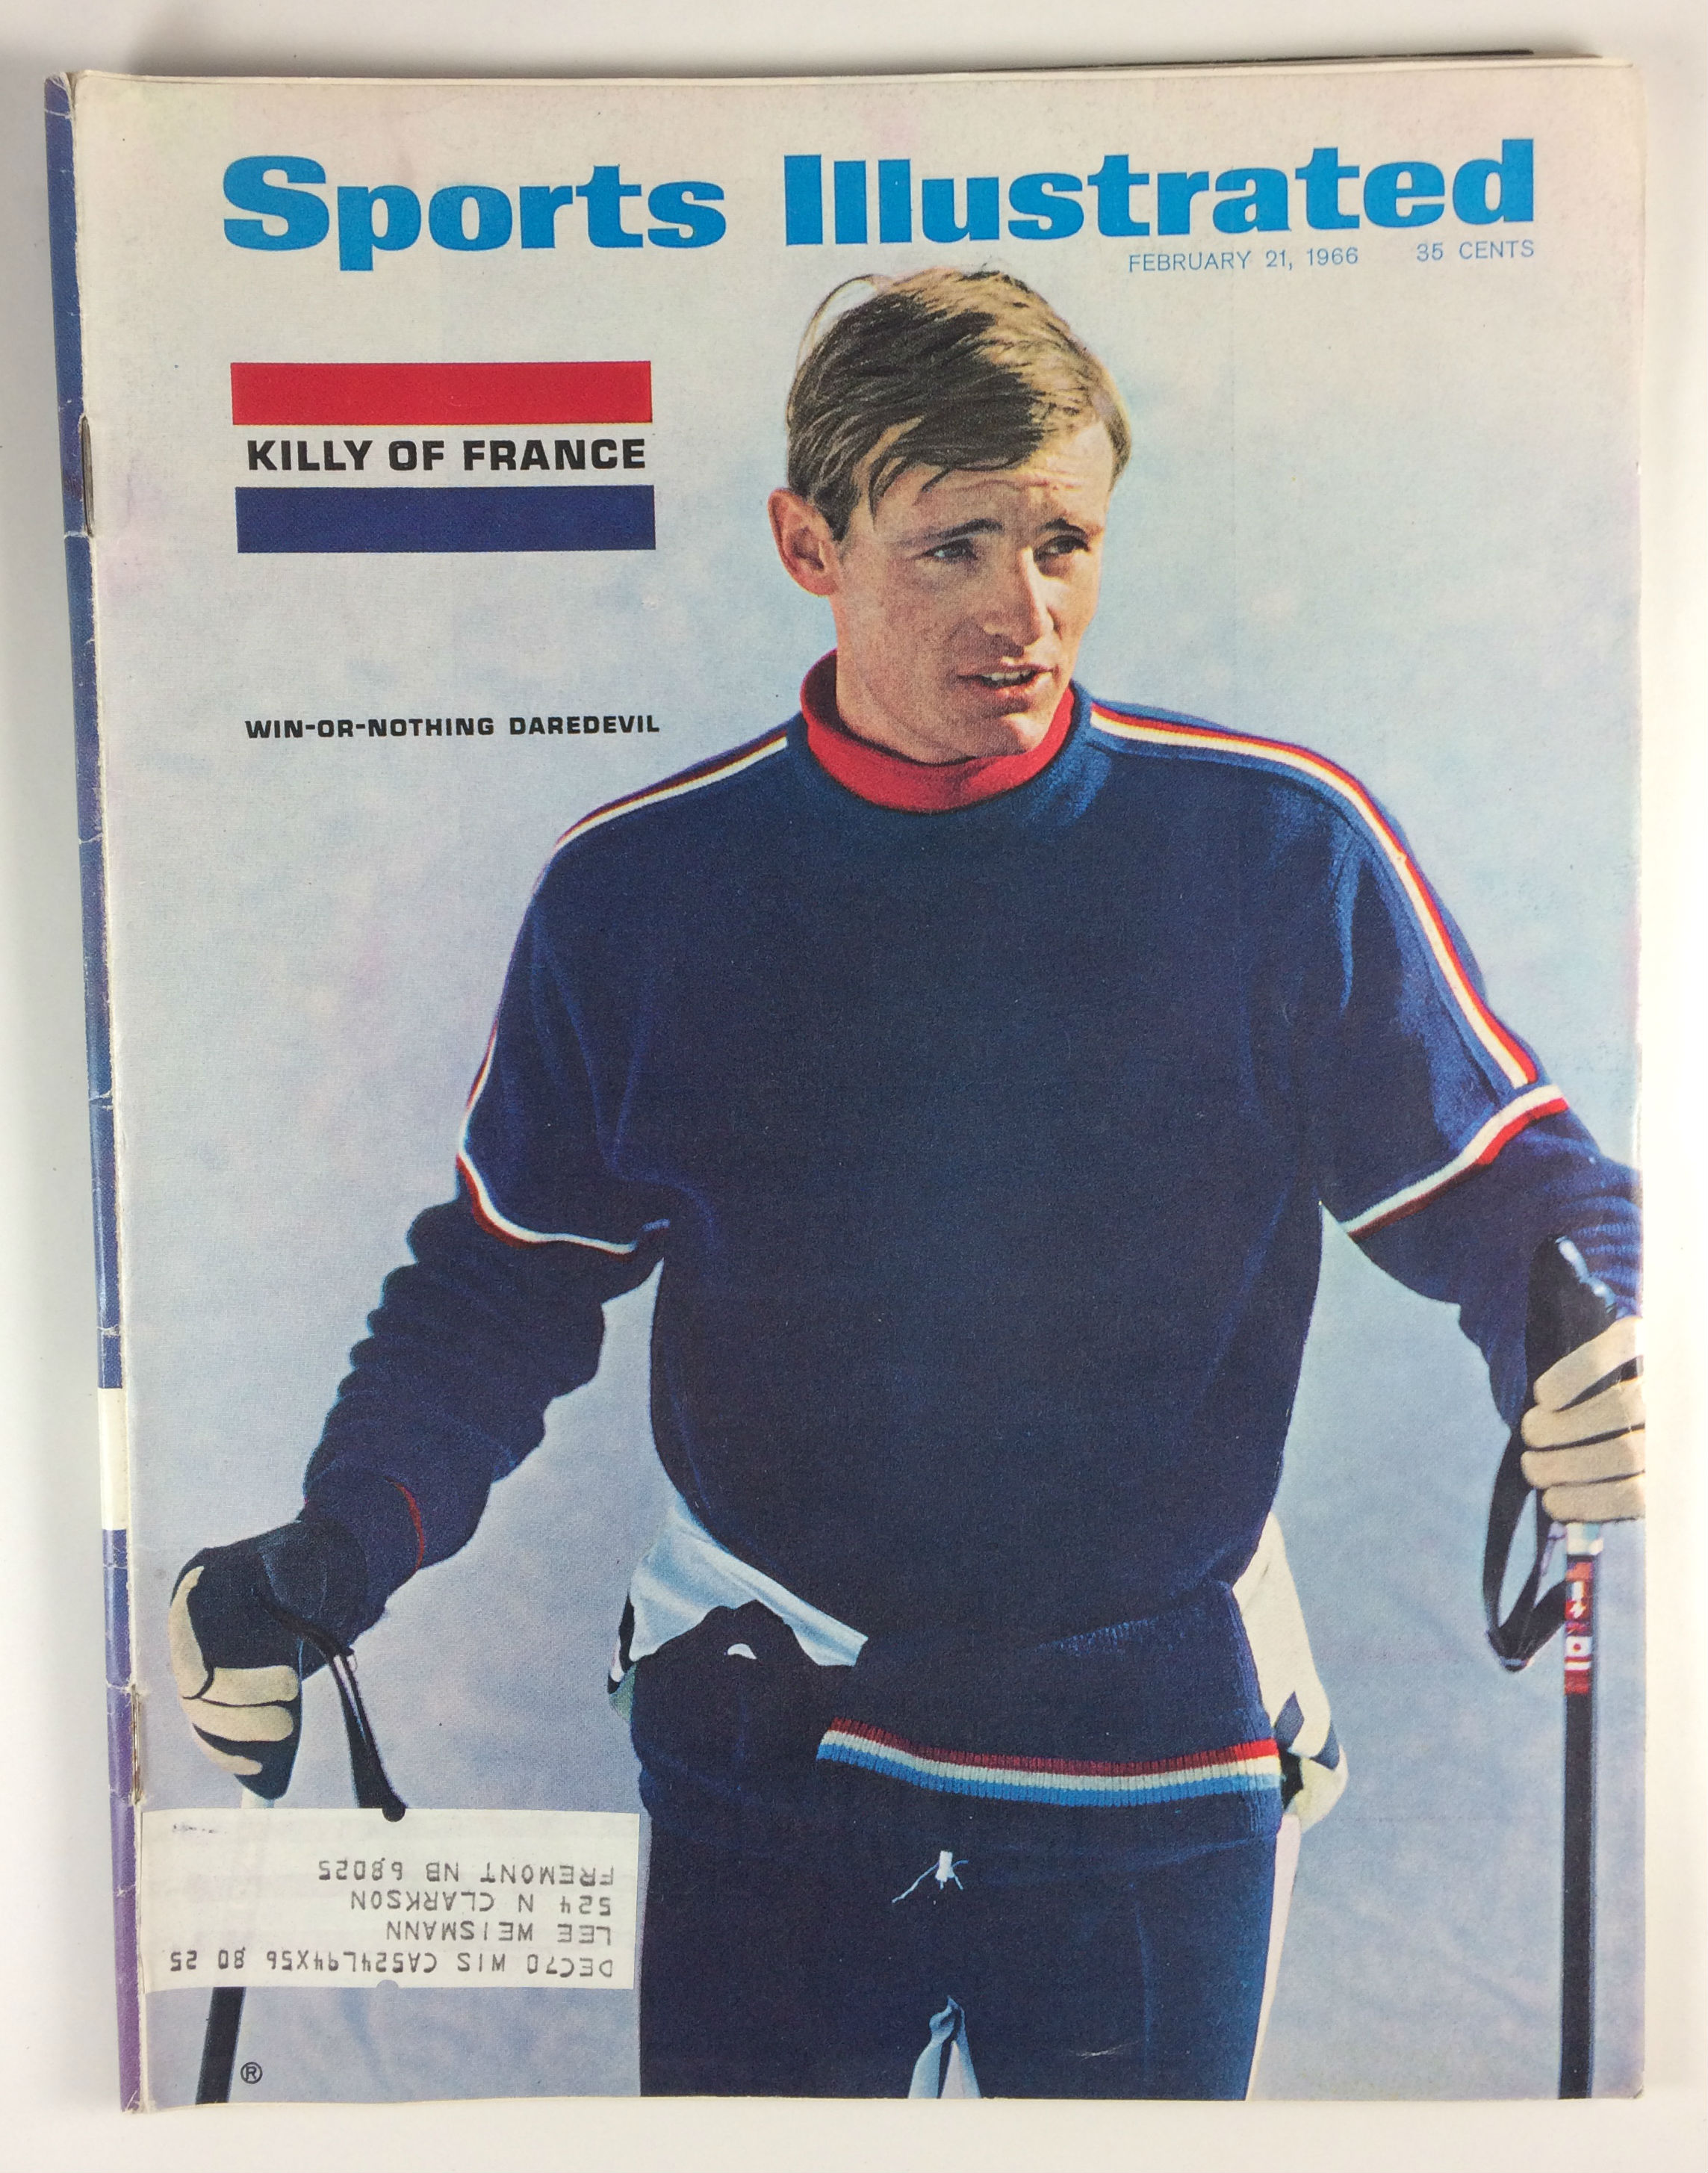 Sports Illustrated
FEBRUARY 21, 1966 35 CENTS
KILLY OF FRANCE
WIN-OR-NOTHING DAREDEVIL
DEC70 MIS CA524L94X56 80 25
LEE WEISMANN
524 N CLARKSON
FREMONT NB 68025
®